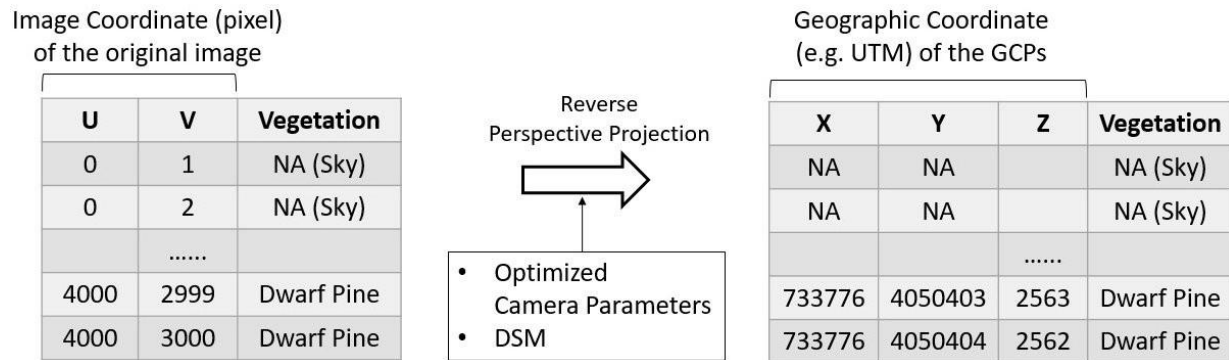 Image Coordinate (pixel)
of the original image
U V Vegetation
0 1 NA (Sky)
0 2 NA (Sky)
......
4000 2999 Dwarf Pine
4000 3000 Dwarf Pine
Reverse
Perspective Projection
• Optimized
Camera Parameters
• DSM
Geographic Coordinate
(e.g. UTM) of the GCPs
X Y Z Vegetation
NA NA NA (Sky)
NA NA NA (Sky)
......
733776 4050403 2563 Dwarf Pine
733776 4050404 2562 Dwarf Pine